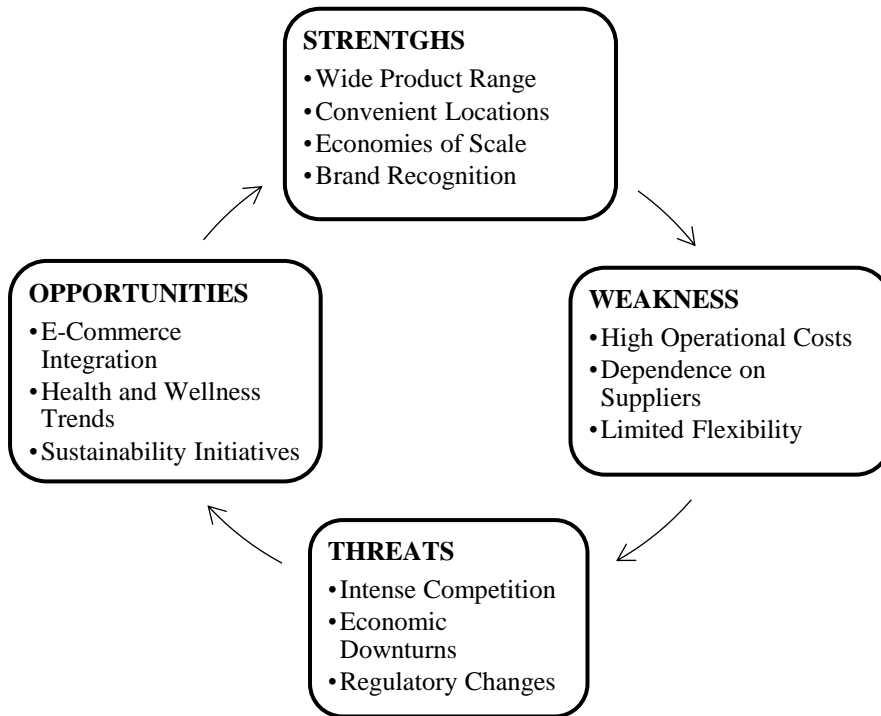 STRENTGHS
•Wide Product Range
•Convenient Locations
•Economies of Scale
•Brand Recognition
OPPORTUNITIES
•E-Commerce
Integration
•Health and Wellness
Trends
•Sustainability Initiatives
WEAKNESS
•High Operational Costs
•Dependence on
Suppliers
•Limited Flexibility
THREATS
•Intense Competition
•Economic
Downturns
•Regulatory Changes